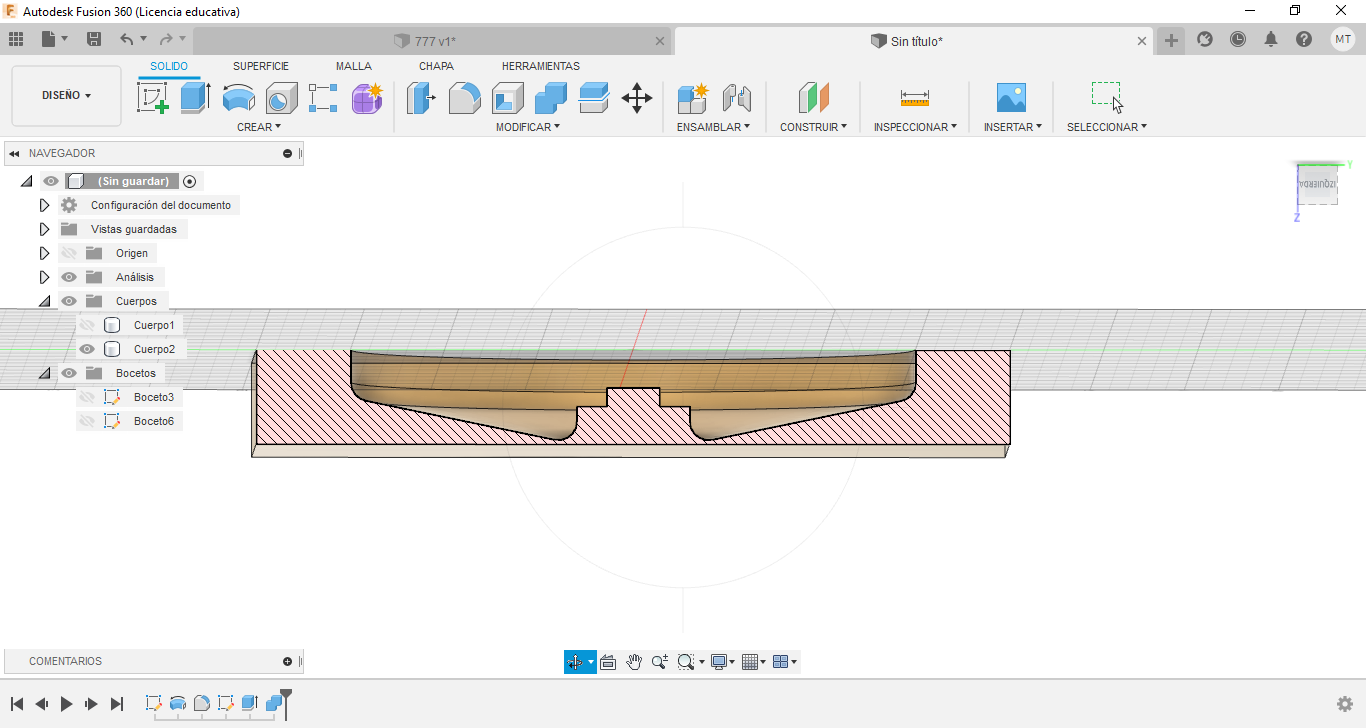 Autodesk Fusion 360 (Licencia educativa)
777 v1*
Sin título*
MT
DISEÑO
SOLIDO
SUPERFICIE
MALLA
CHAPA
HERRAMIENTAS
CREAR
MODIFICAR
ENSAMBLAR
CONSTRUIR
INSPECCIONAR
INSERTAR
SELECCIONAR
NAVEGADOR
(Sin guardar)
Configuración del documento
Vistas guardadas
Origen
Análisis
Cuerpos
Cuerpo1
Cuerpo2
Bocetos
Boceto3
Boceto6
Y
IZQUIERDA
Z
COMENTARIOS